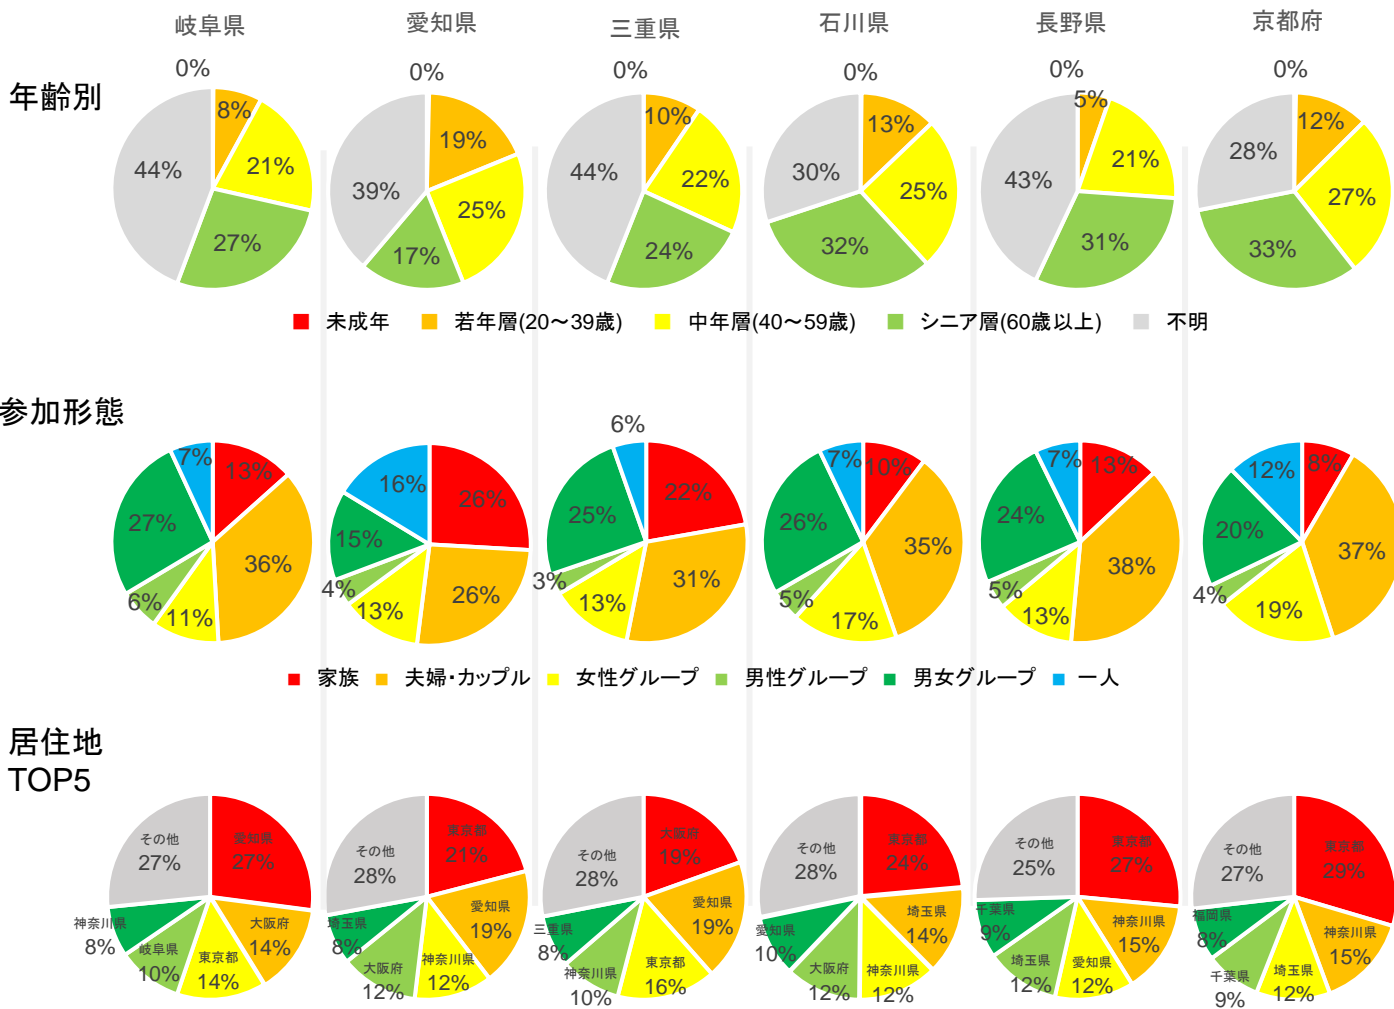 岐阜県 愛知県 三重県 石川県 長野県 京都府
年齢別
0% 8% 21% 27% 44%
0% 19% 25% 17% 39%
0% 10% 22% 24% 44%
0% 13% 25% 32% 30%
0% 5% 21% 31% 43%
0% 12% 27% 33% 28%
未成年 若年層(20～39歳) 中年層(40～59歳) シニア層(60歳以上) 不明
参加形態
13% 36% 11% 6% 27% 7%
26% 26% 13% 4% 15% 16%
22% 31% 13% 3% 25% 6%
10% 35% 17% 5% 26% 7%
13% 38% 13% 5% 24% 7%
8% 37% 19% 4% 20% 12%
家族 夫婦・カップル 女性グループ 男性グループ 男女グループ 一人
居住地
TOP5
愛知県 27% 大阪府 14% 東京都 14% 岐阜県 10% 神奈川県 8% その他 27%
東京都 21% 愛知県 19% 神奈川県 12% 大阪府 12% 埼玉県 8% その他 28%
大阪府 19% 愛知県 19% 東京都 16% 神奈川県 10% 三重県 8% その他 28%
東京都 24% 埼玉県 14% 神奈川県 12% 大阪府 12% 愛知県 10% その他 28%
東京都 27% 神奈川県 15% 愛知県 12% 埼玉県 12% 千葉県 9% その他 25%
東京都 29% 神奈川県 15% 埼玉県 12% 千葉県 9% 福岡県 8% その他 27%